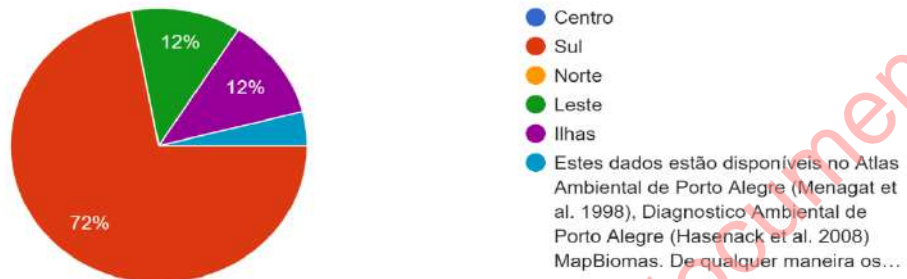 12%
12%
72%
Centro
Sul
Norte
Leste
Ilhas
Estes dados estão disponíveis no Atlas
Ambiental de Porto Alegre (Menagat et
al. 1998), Diagnostico Ambiental de
Porto Alegre (Hasenack et al. 2008)
MapBiomas. De qualquer maneira os...